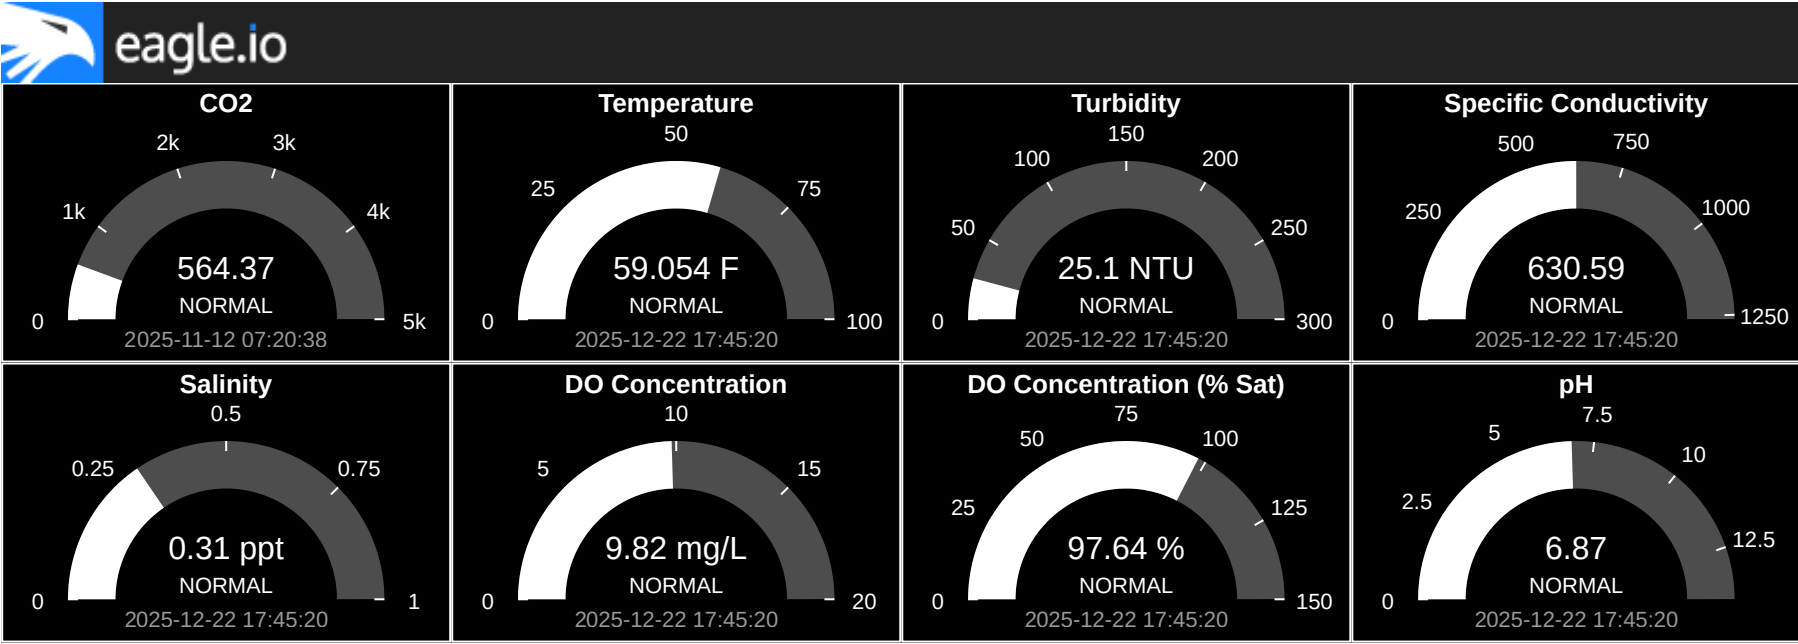 eagle.io
CO2
2k 3k
1k 4k
564.37
NORMAL
0 5k
2025-11-12 07:20:38
Temperature
50
25 75
59.054 F
NORMAL
0 100
2025-12-22 17:45:20
Turbidity
150
100 200
50 250
25.1 NTU
NORMAL
0 300
2025-12-22 17:45:20
Specific Conductivity
500 750
250 1000
630.59
NORMAL
0 1250
2025-12-22 17:45:20
Salinity
0.5
0.25 0.75
0.31 ppt
NORMAL
0 1
2025-12-22 17:45:20
DO Concentration
10
5 15
9.82 mg/L
NORMAL
0 20
2025-12-22 17:45:20
DO Concentration (% Sat)
75
50 100
25 125
97.64 %
NORMAL
0 150
2025-12-22 17:45:20
pH
7.5
5 10
2.5 12.5
6.87
NORMAL
0
2025-12-22 17:45:20